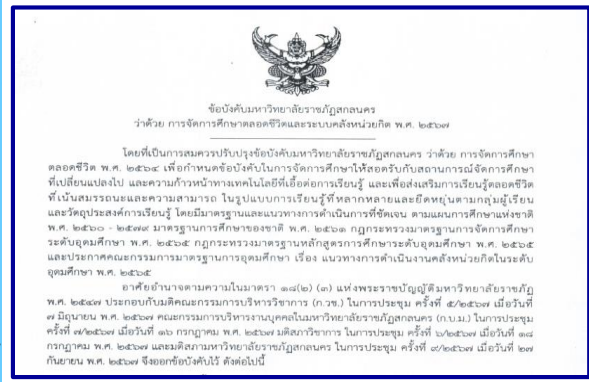 ข้อบังคับมหาวิทยาลัยราชภัฏสกลนคร
ว่าด้วย การจัดการศึกษาตลอดชีวิตและระบบคลังหน่วยกิต พ.ศ. ๒๕๖๗
โดยที่เป็นการสมควรปรับปรุงข้อบังคับมหาวิทยาลัยราชภัฏสกลนคร ว่าด้วย การจัดการศึกษา
ตลอดชีวิต พ.ศ. ๒๕๖๔ เพื่อกำหนดข้อบังคับในการจัดการศึกษาให้สอดรับกับสถานการณ์จัดการศึกษา
ที่เปลี่ยนแปลงไป และความก้าวหน้าทางเทคโนโลยีที่เอื้อต่อการเรียนรู้ และเพื่อส่งเสริมการเรียนรู้ตลอดชีวิต
ที่เน้นสมรรถนะและความสามารถ ในรูปแบบการเรียนรู้ที่หลากหลายและยืดหยุ่นตามกลุ่มผู้เรียน
และวัตถุประสงค์การเรียนรู้ โดยมีมาตรฐานและแนวทางการดำเนินการที่ชัดเจน ตามแผนการศึกษาแห่งชาติ
พ.ศ. ๒๕๖๐ - ๒๕๗๙ มาตรฐานการศึกษาของชาติ พ.ศ. ๒๕๖๑ กฎกระทรวงมาตรฐานการจัดการศึกษา
ระดับอุดมศึกษา พ.ศ. ๒๕๖๕ กฎกระทรวงมาตรฐานหลักสูตรการศึกษาระดับอุดมศึกษา พ.ศ. ๒๕๖๕
และประกาศคณะกรรมการมาตรฐานการอุดมศึกษา เรื่อง แนวทางการดำเนินงานคลังหน่วยกิตในระดับ
อุดมศึกษา พ.ศ. ๒๕๖๕
อาศัยอำนาจตามความในมาตรา ๑๘(๒) (๓) แห่งพระราชบัญญัติมหาวิทยาลัยราชภัฏ
พ.ศ. ๒๕๔๗ ประกอบกับมติคณะกรรมการบริหารวิชาการ (ก.วช.) ในการประชุม ครั้งที่ ๕/๒๕๖๗ เมื่อวันที่
๗ มิถุนายน พ.ศ. ๒๕๖๗ คณะกรรมการบริหารงานบุคคลในมหาวิทยาลัยราชภัฏสกลนคร (ก.บ.ม.) ในการประชุม
ครั้งที่ ๗/๒๕๖๗ เมื่อวันที่ ๑๖ กรกฎาคม พ.ศ. ๒๕๖๗ มติสภาวิชาการ ในการประชุม ครั้งที่ ๖/๒๕๖๗ เมื่อวันที่ ๑๘
กรกฎาคม พ.ศ. ๒๕๖๗ และมติสภามหาวิทยาลัยราชภัฏสกลนคร ในการประชุม ครั้งที่ ๙/๒๕๖๗ เมื่อวันที่ ๒๗
กันยายน พ.ศ. ๒๕๖๗ จึงออกข้อบังคับไว้ ดังต่อไปนี้